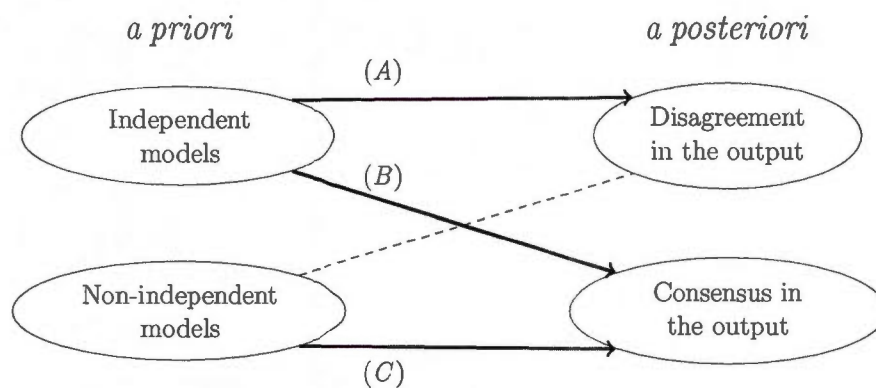 a priori
a posteriori
(A)
Independent
models
Disagreement
in the output
(B)
Non-independent
models
Consensus in
the output
(C)